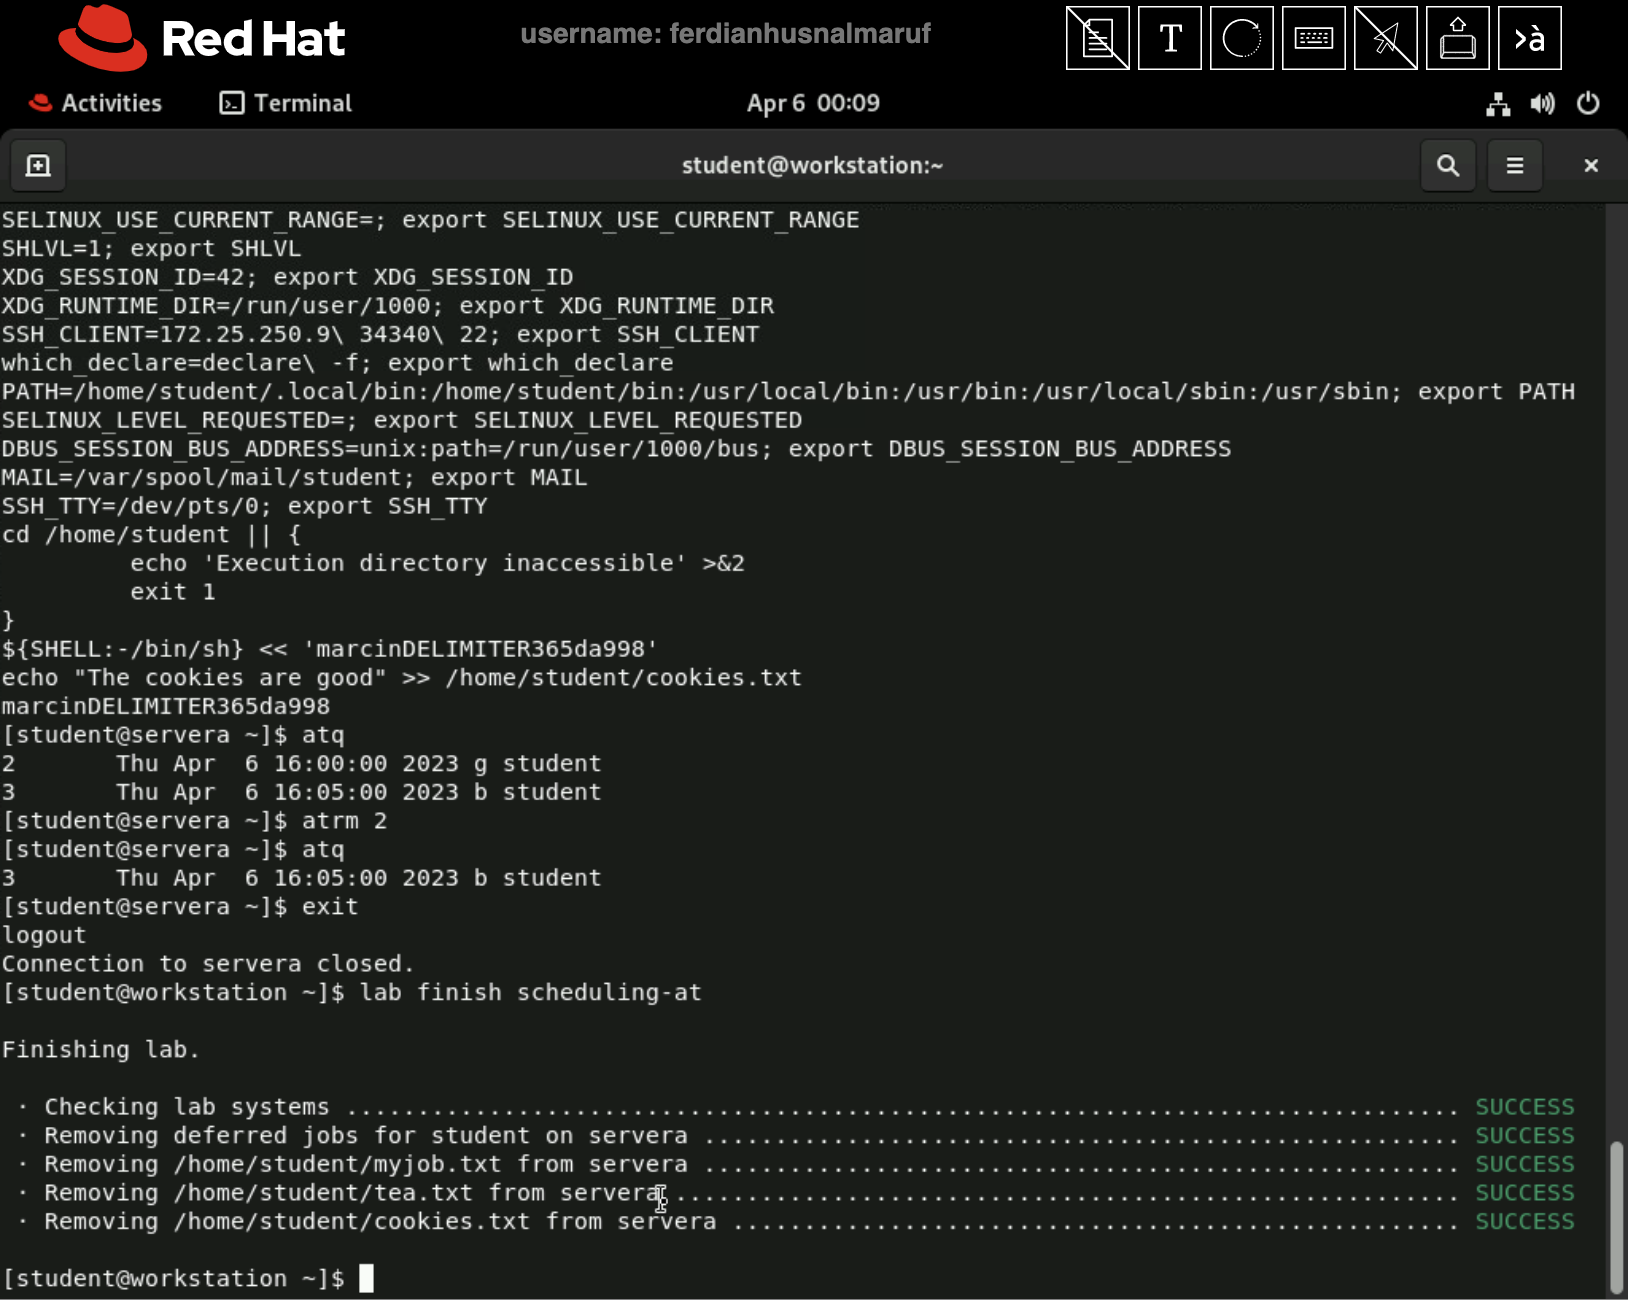 Red Hat
username: ferdianhusnalmaruf
T
>à
Activities
Terminal
Apr 6 00:09
student@workstation:~
SELINUX_USE_CURRENT_RANGE=; export SELINUX_USE_CURRENT_RANGE
SHLVL=1; export SHLVL
XDG_SESSION_ID=42; export XDG_SESSION_ID
XDG_RUNTIME_DIR=/run/user/1000; export XDG_RUNTIME_DIR
SSH_CLIENT=172.25.250.9\ 34340\ 22; export SSH_CLIENT
which_declare=declare\ -f; export which_declare
PATH=/home/student/.local/bin:/home/student/bin:/usr/local/bin:/usr/bin:/usr/local/sbin:/usr/sbin; export PATH
SELINUX_LEVEL_REQUESTED=; export SELINUX_LEVEL_REQUESTED
DBUS_SESSION_BUS_ADDRESS=unix:path=/run/user/1000/bus; export DBUS_SESSION_BUS_ADDRESS
MAIL=/var/spool/mail/student; export MAIL
SSH_TTY=/dev/pts/0; export SSH_TTY
cd /home/student || {
         echo 'Execution directory inaccessible' >&2
         exit 1
}
${SHELL:-/bin/sh} << 'marcinDELIMITER365da998'
echo "The cookies are good" >> /home/student/cookies.txt
marcinDELIMITER365da998
[student@servera ~]$ atq
2       Thu Apr  6 16:00:00 2023 g student
3       Thu Apr  6 16:05:00 2023 b student
[student@servera ~]$ atrm 2
[student@servera ~]$ atq
3       Thu Apr  6 16:05:00 2023 b student
[student@servera ~]$ exit
logout
Connection to servera closed.
[student@workstation ~]$ lab finish scheduling-at
Finishing lab.
· Checking lab systems .............................................................................. SUCCESS
· Removing deferred jobs for student on servera ..................................................... SUCCESS
· Removing /home/student/myjob.txt from servera ..................................................... SUCCESS
· Removing /home/student/tea.txt from servera ....................................................... SUCCESS
· Removing /home/student/cookies.txt from servera ................................................... SUCCESS
[student@workstation ~]$